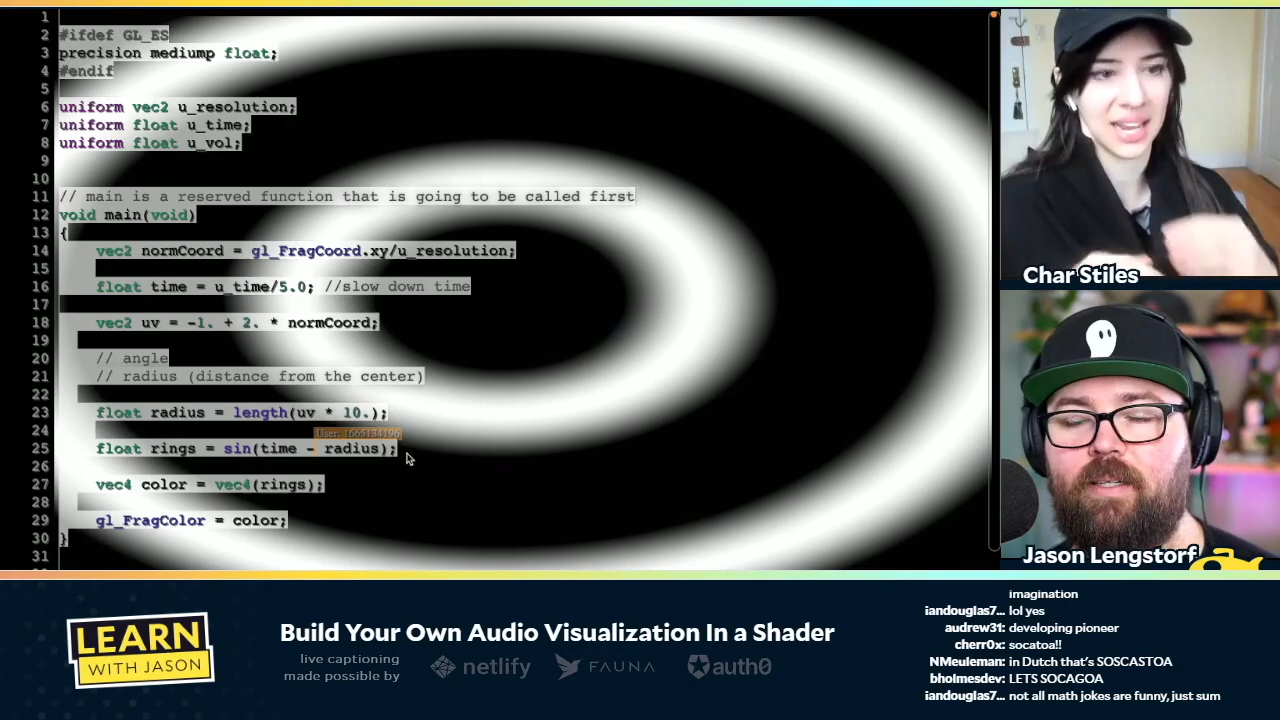 1
2 #ifdef GL_ES
3 precision mediump float;
4 #endif
5
6 uniform vec2 u_resolution;
7 uniform float u_time;
8 uniform float u_vol;
9
10
11 // main is a reserved function that is going to be called first
12 void main(void)
13 {
14 vec2 normCoord = gl_FragCoord.xy/u_resolution;
15
16 float time = u_time/5.0; //slow down time
17
18 vec2 uv = -1. + 2. * normCoord;
19
20 // angle
21 // radius (distance from the center)
22
23 float radius = length(uv * 10.);
24
User: 1665134196
25 float rings = sin(time - radius);
26
27 vec4 color = vec4(rings);
28
29 gl_FragColor = color;
30 }
31
Char Stiles
Jason Lengstorf
LEARN
WITH JASON
Build Your Own Audio Visualization In a Shader
live captioning
made possible by
netlify
FAUNA
auth0
imagination
iandouglas7... lol yes
audrew31: developing pioneer
cherr0x: socatoa!!
NMeuleman: in Dutch that's SOSCASTOA
bholmesdev: LETS SOCAGOA
iandouglas7... not all math jokes are funny, just sum